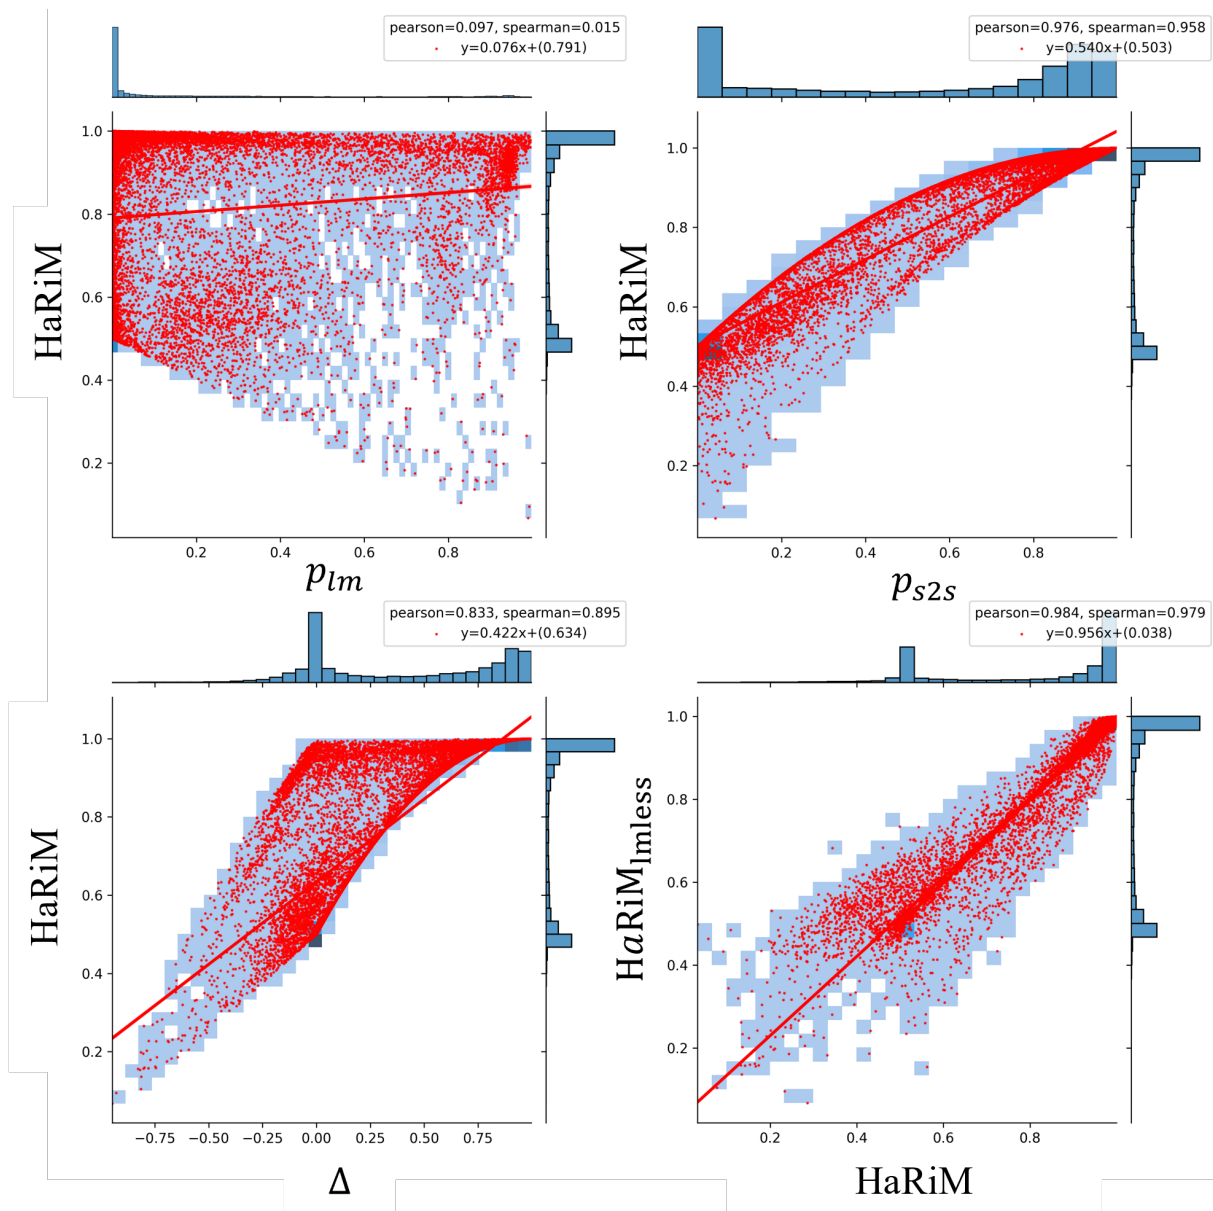 pearson=0.097, spearman=0.015
y=0.076x+(0.791)
1.0
0.8
0.6
0.4
0.2
HaRiM
0.2 0.4 0.6 0.8
p_lm
pearson=0.976, spearman=0.958
y=0.540x+(0.503)
1.0
0.8
0.6
0.4
0.2
HaRiM
0.2 0.4 0.6 0.8
p_s2s
pearson=0.833, spearman=0.895
y=0.422x+(0.634)
1.0
0.8
0.6
0.4
0.2
HaRiM
−0.75 −0.50 −0.25 0.00 0.25 0.50 0.75
Δ
pearson=0.984, spearman=0.979
y=0.956x+(0.038)
1.0
0.8
0.6
0.4
0.2
HaRiM_lmless
0.2 0.4 0.6 0.8
HaRiM